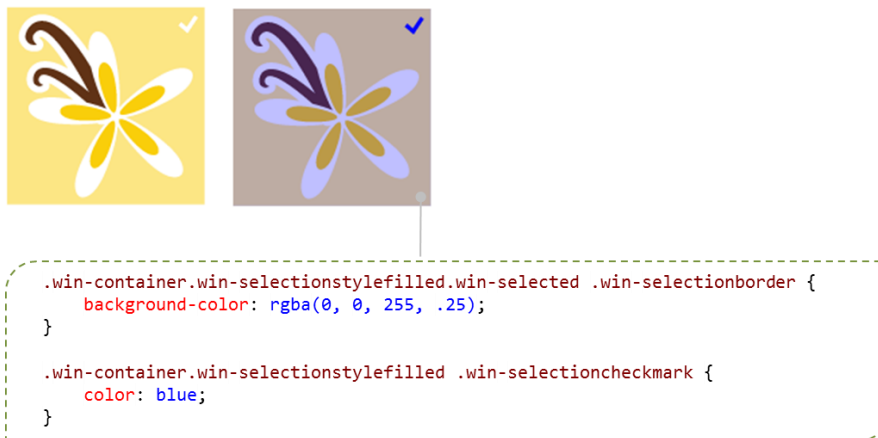 .win-container.win-selectionstylefilled.win-selected .win-selectionborder {
    background-color: rgba(0, 0, 255, .25);
}
.win-container.win-selectionstylefilled .win-selectioncheckmark {
    color: blue;
}